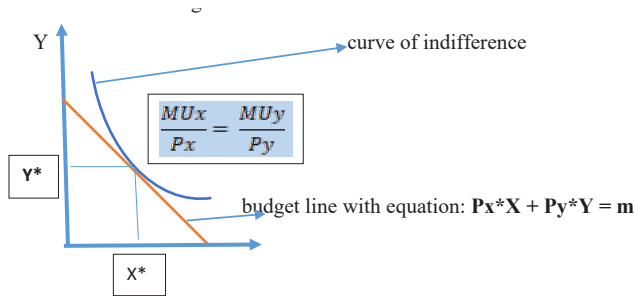 Y
curve of indifference
MUx / Px = MUy / Py
Y*
budget line with equation: Px*X + Py*Y = m
X*